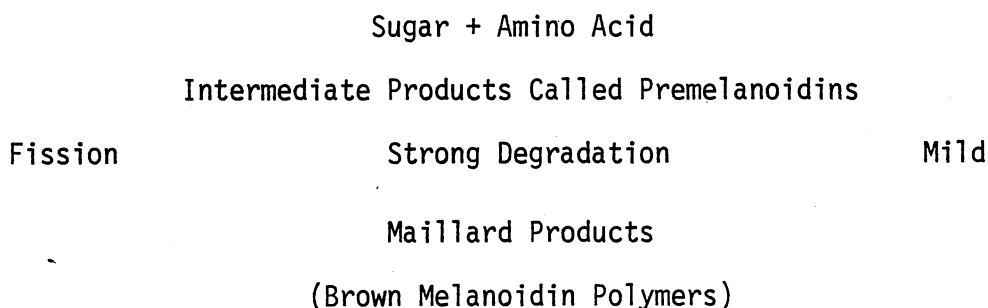 Sugar + Amino Acid
Intermediate Products Called Premelanoidins
Fission Strong Degradation Mild
Maillard Products
(Brown Melanoidin Polymers)